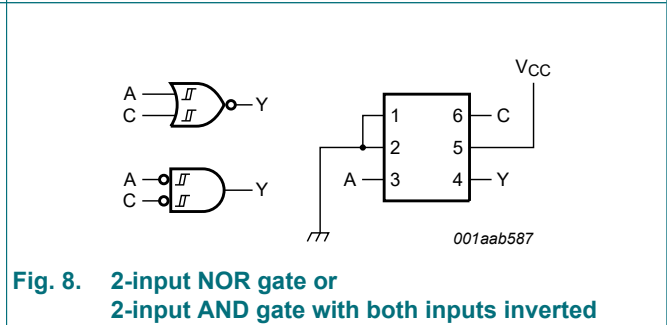 A
C
Y
A
C
Y
VCC
1
6
C
2
5
A
3
4
Y
001aab587
Fig. 8. 2-input NOR gate or
2-input AND gate with both inputs inverted